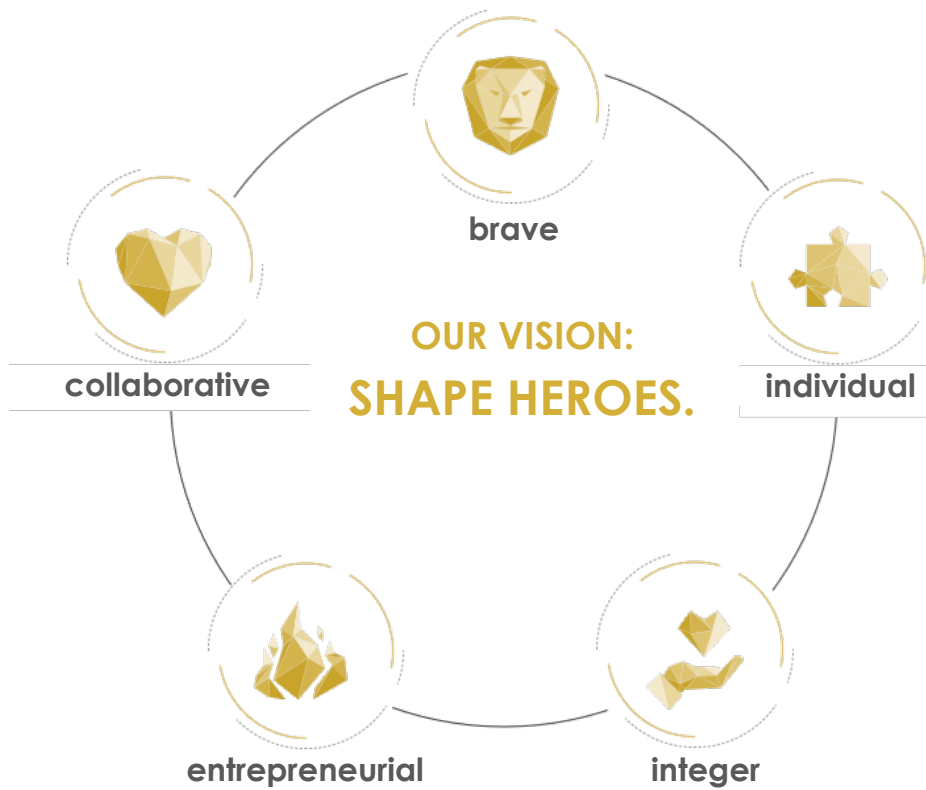 brave
OUR VISION:
SHAPE HEROES.
collaborative
individual
entrepreneurial
integer